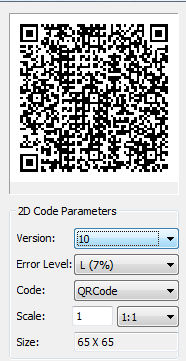 2D Code Parameters
Version: 10
Error Level: L (7%)
Code: QRCode
Scale: 1 1:1
Size: 65 X 65